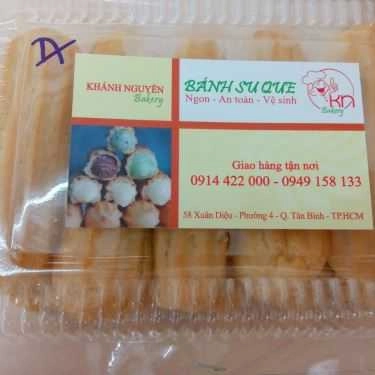 DX
KHÁNH NGUYÊN
Bakery
BÁNH SU QUE
Ngon - An toàn - Vệ sinh
KN
Bakery
Giao hàng tận nơi
0914 422 000 - 0949 158 133
58 Xuân Diệu - Phường 4 - Q. Tân Bình - TP.HCM